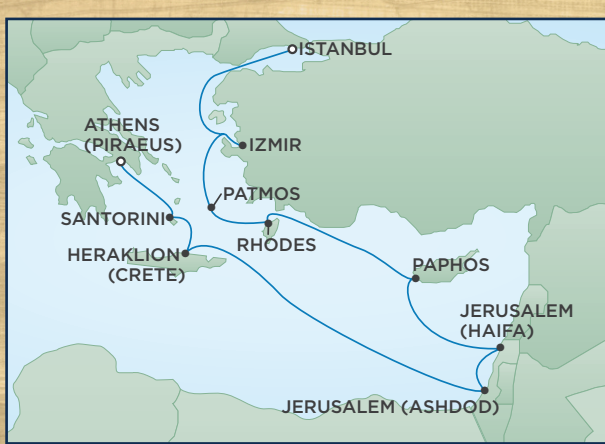 ISTANBUL
ATHENS
(PIRAEUS)
IZMIR
PATMOS
SANTORINI
RHODES
HERAKLION
(CRETE)
PAPHOS
JERUSALEM
(HAIFA)
JERUSALEM (ASHDOD)